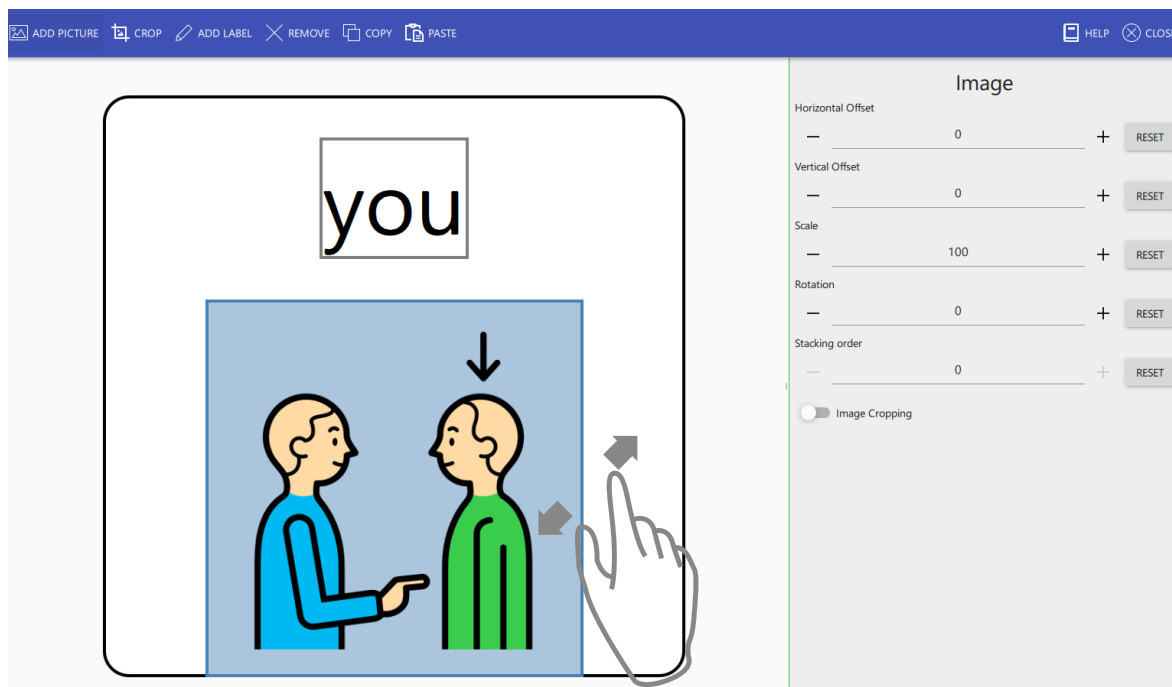 ADD PICTURE CROP ADD LABEL REMOVE COPY PASTE HELP CLOSE
you
Image
Horizontal Offset
0 RESET
Vertical Offset
0 RESET
Scale
100 RESET
Rotation
0 RESET
Stacking order
0 RESET
Image Cropping